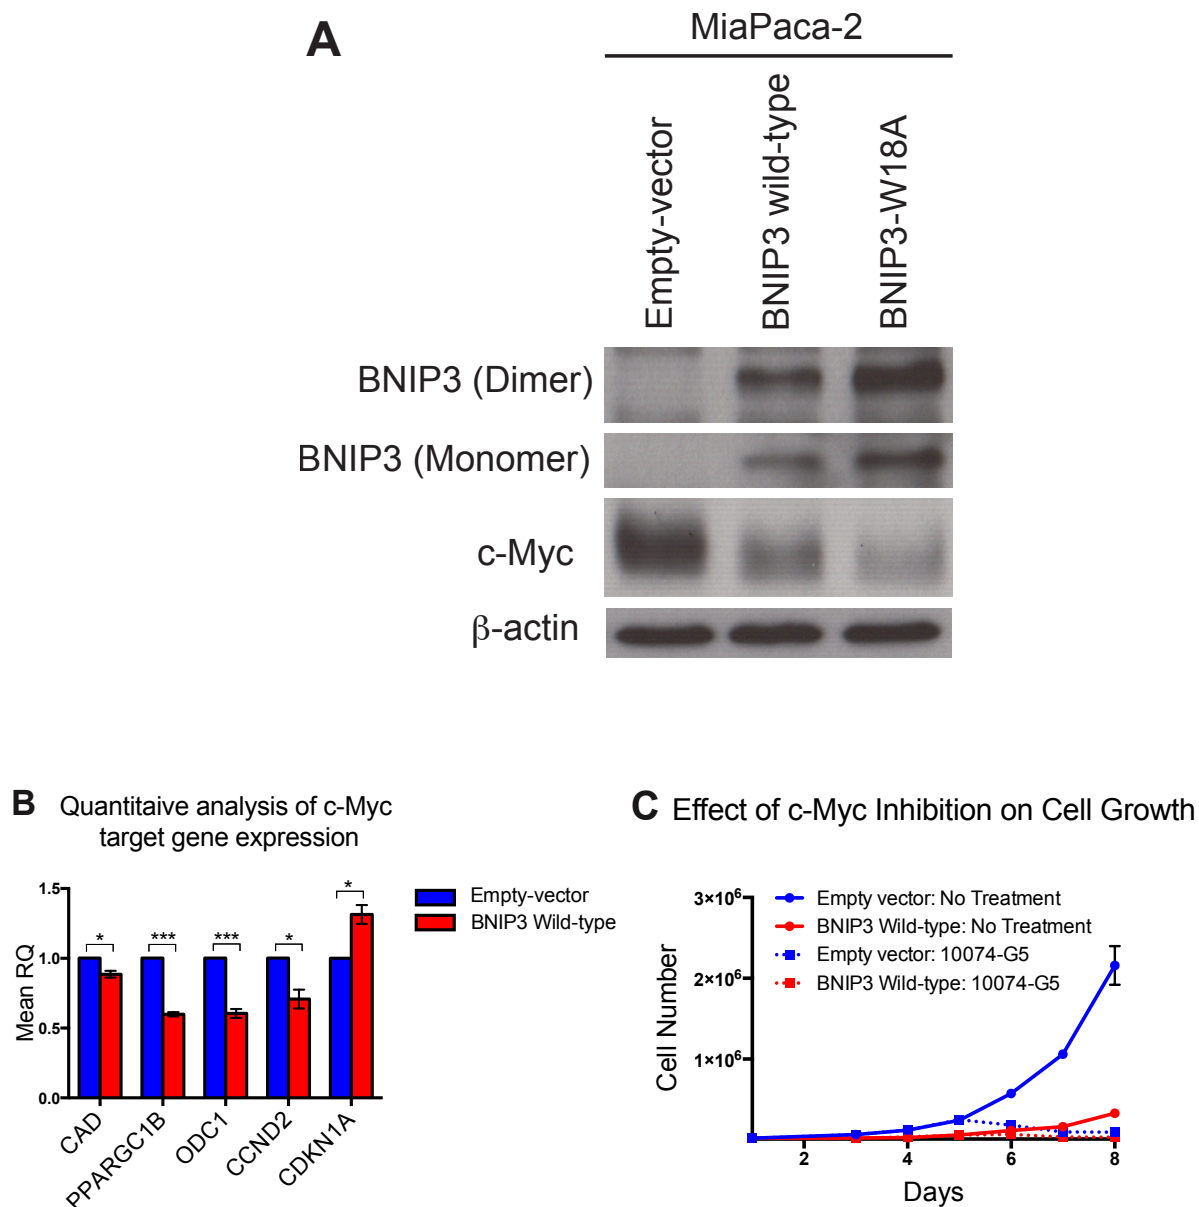 A
MiaPaca-2
Empty-vector
BNIP3 wild-type
BNIP3-W18A
BNIP3 (Dimer)
BNIP3 (Monomer)
c-Myc
β-actin
B Quantitaive analysis of c-Myc
target gene expression
1.5
1.0
0.5
0.0
Mean RQ
*
***
***
*
*
Empty-vector
BNIP3 Wild-type
CAD
PPARGC1B
ODC1
CCND2
CDKN1A
C Effect of c-Myc Inhibition on Cell Growth
3×10⁶
2×10⁶
1×10⁶
Cell Number
Empty vector: No Treatment
BNIP3 Wild-type: No Treatment
Empty vector: 10074-G5
BNIP3 Wild-type: 10074-G5
2 4 6 8
Days